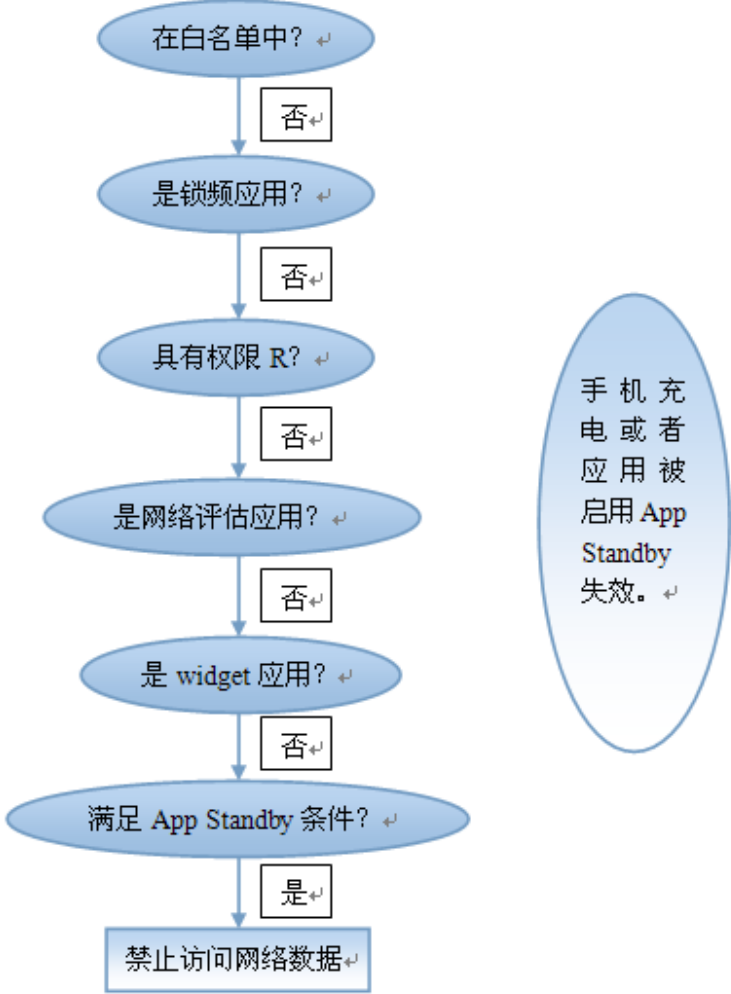 在白名单中？
否
是锁频应用？
否
具有权限 R？
否
是网络评估应用？
否
是 widget 应用？
否
满足 App Standby 条件？
是
禁止访问网络数据
手机充
电或者
应用被
启用 App
Standby
失效。